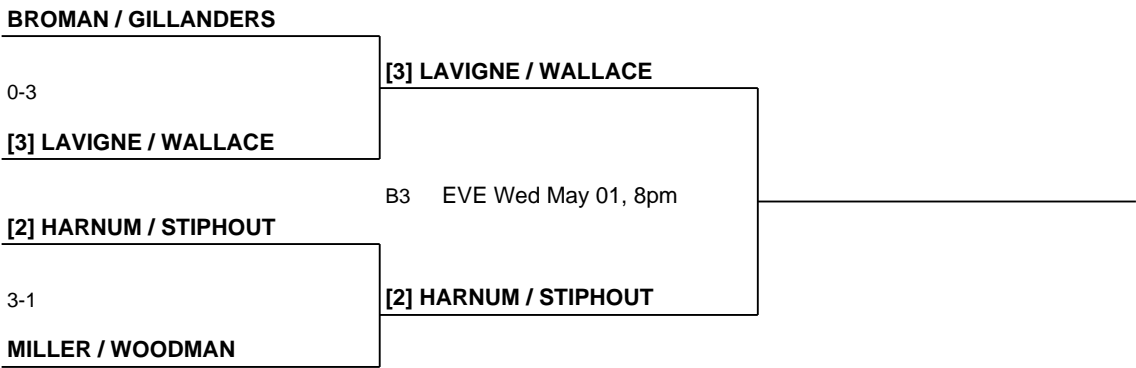 BROMAN / GILLANDERS
[3] LAVIGNE / WALLACE
0-3
[3] LAVIGNE / WALLACE
B3 EVE Wed May 01, 8pm
[2] HARNUM / STIPHOUT
3-1
[2] HARNUM / STIPHOUT
MILLER / WOODMAN